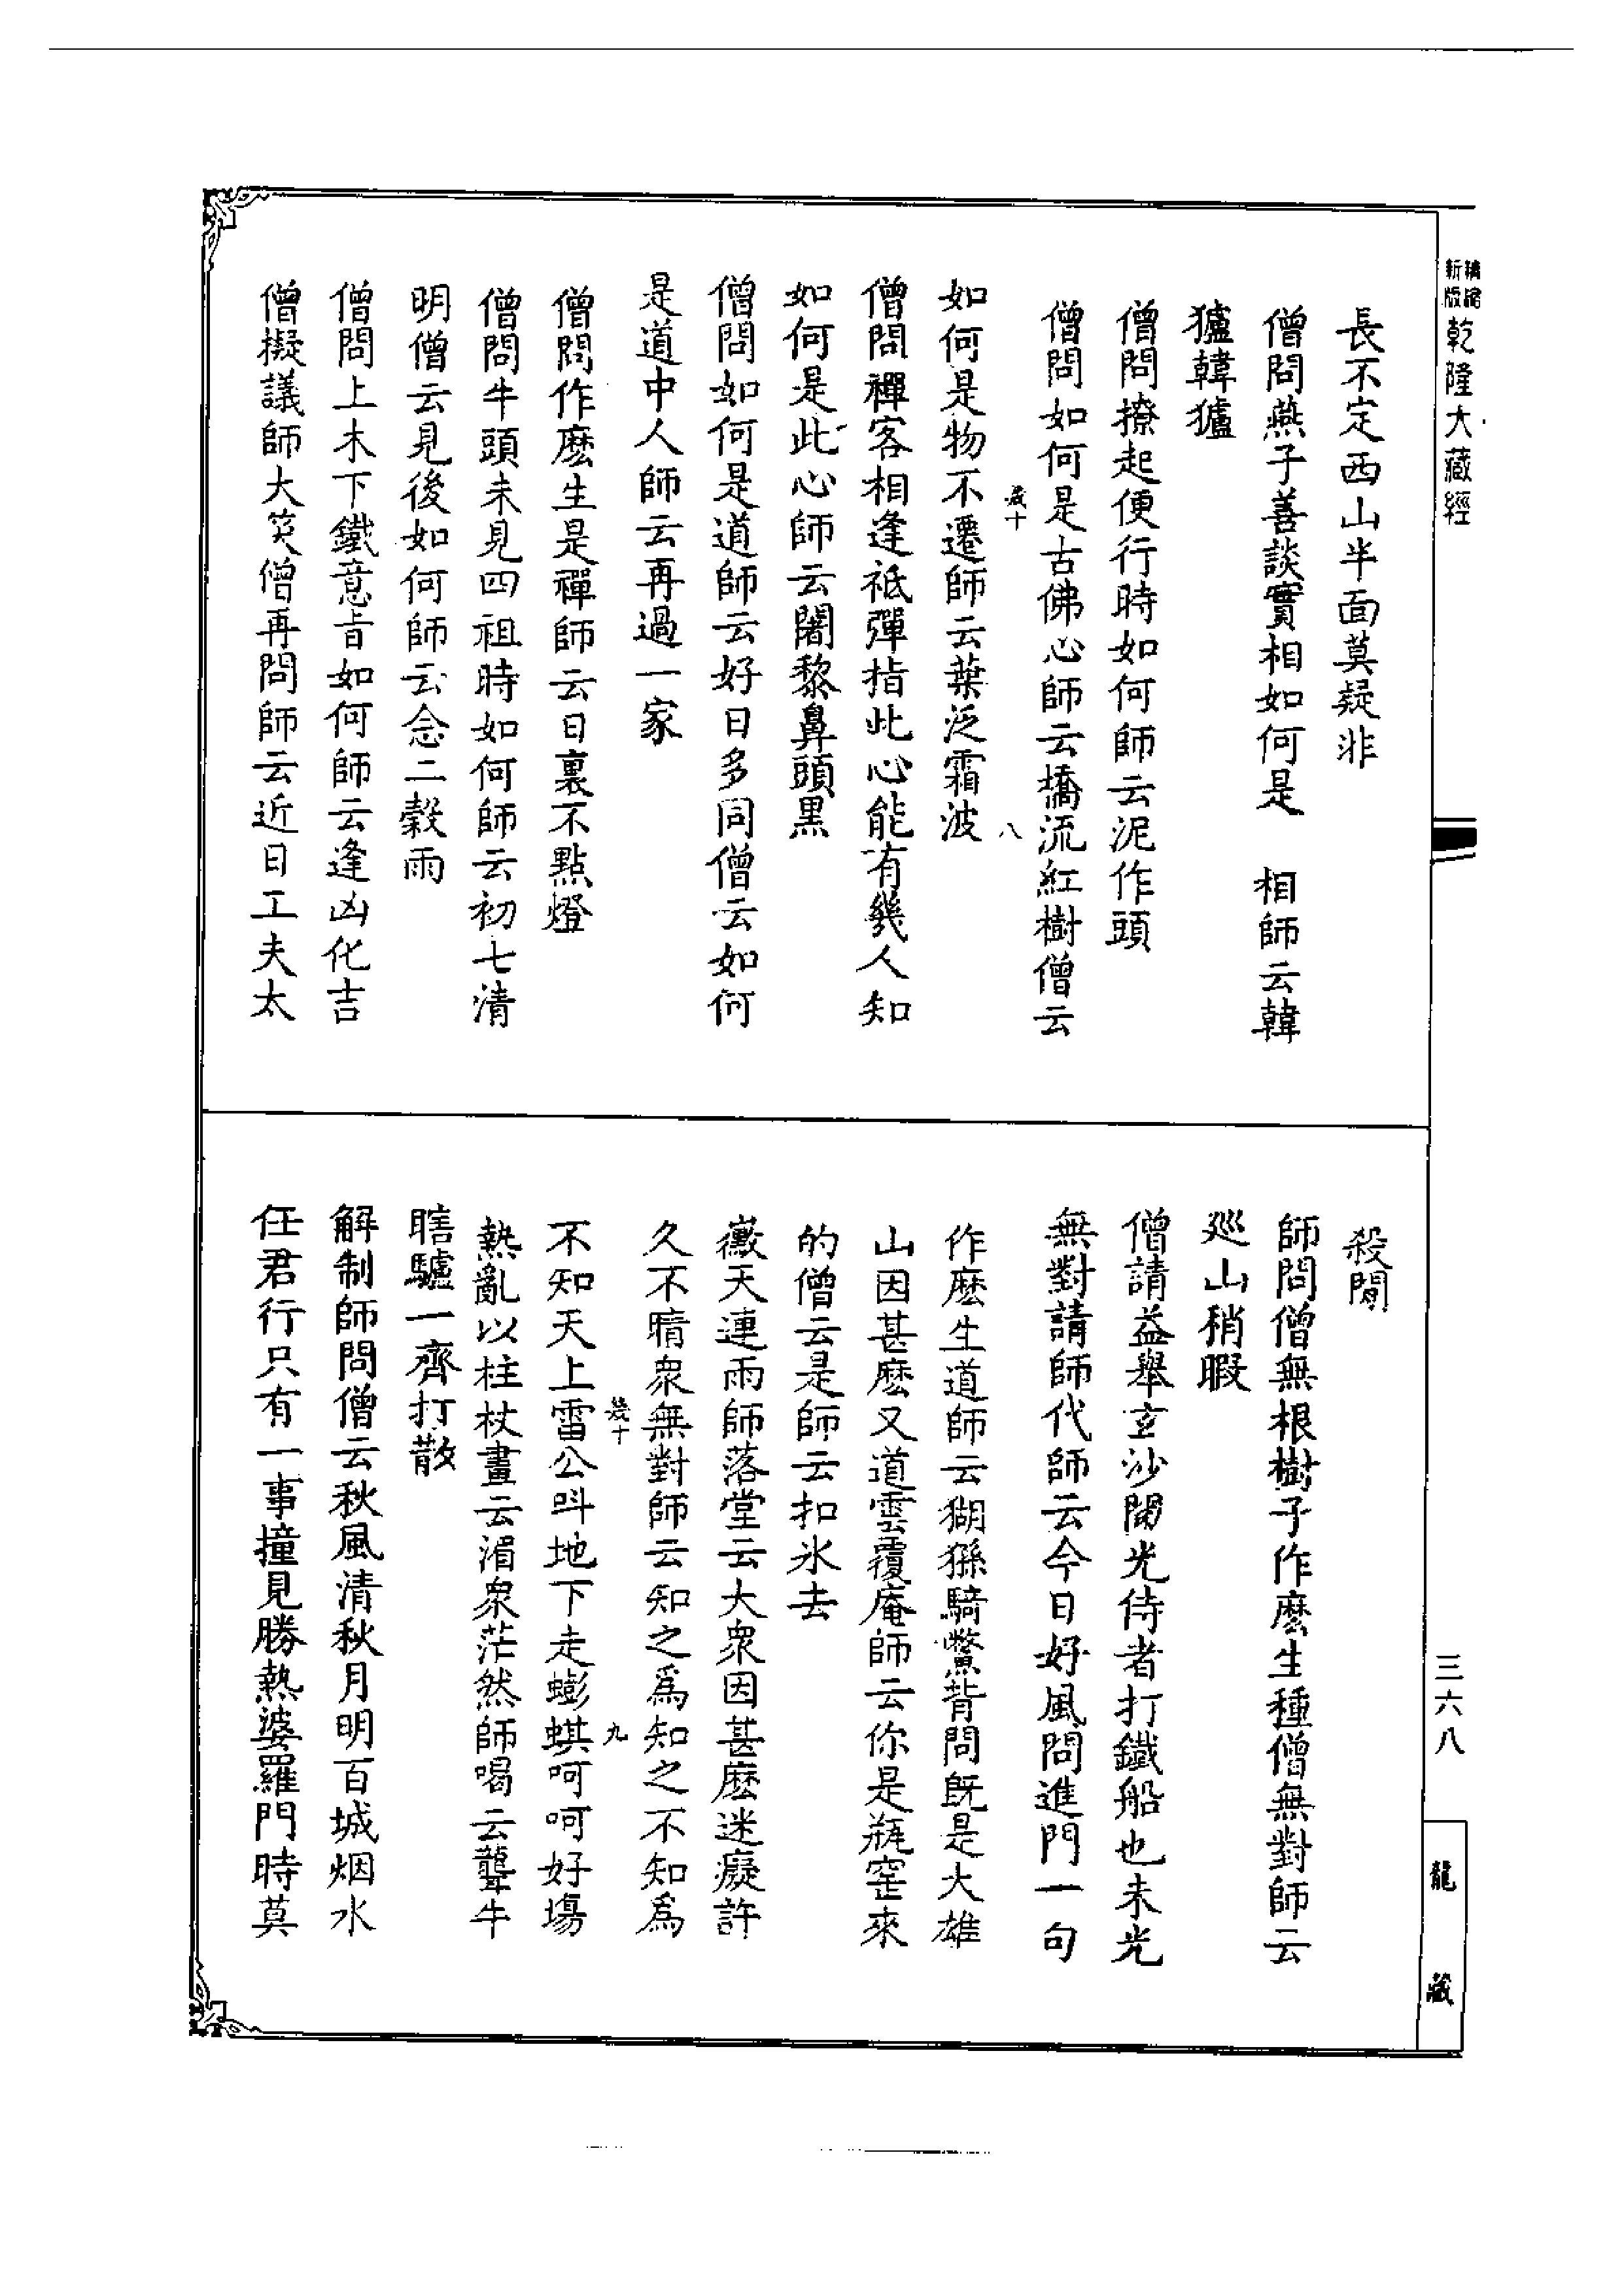 新版精縮乾隆大藏經
長不定西山半面莫疑非
僧問燕子善談實相如何是　相師云韓
獹韓獹
僧問撩起便行時如何師云泥作頭
僧問如何是古佛心師云橋流紅樹僧云
如何是物不遷師云葉泛霜波
八
僧問禪客相逢祇彈指此心能有幾人知
如何是此心師云闍黎鼻頭黑
僧問如何是道師云好日多同僧云如何
是道中人師云再過一家
僧問作麽生是禪師云日裏不點燈
僧問牛頭未見四祖時如何師云初七清
明僧云見後如何師云念二穀雨
僧問上木下鐵意旨如何師云逢凶化吉
僧擬議師大笑僧再問師云近日工夫太
殺閒
師問僧無根樹子作麽生種僧無對師云
廵山稍暇
僧請益舉玄沙問光侍者打鐵船也未光
無對請師代師云今日好風問進門一句
作麽生道師云猢猻騎鱉背問旣是大雄
山因甚麽又道雲覆庵師云你是瓶窑來
的僧云是師云扣氷去
黴天連雨師落堂云大衆因甚麽迷癡許
久不晴衆無對師云知之爲知之不知爲
不知天上雷公呌地下走蟛蜞呵呵好塲
九
熱亂以柱杖畫云湄衆茫然師喝云聾牛
瞎驢一齊打散
解制師問僧云秋風清秋月明百城烟水
任君行只有一事撞見勝熱婆羅門時莫
三六八
龍藏